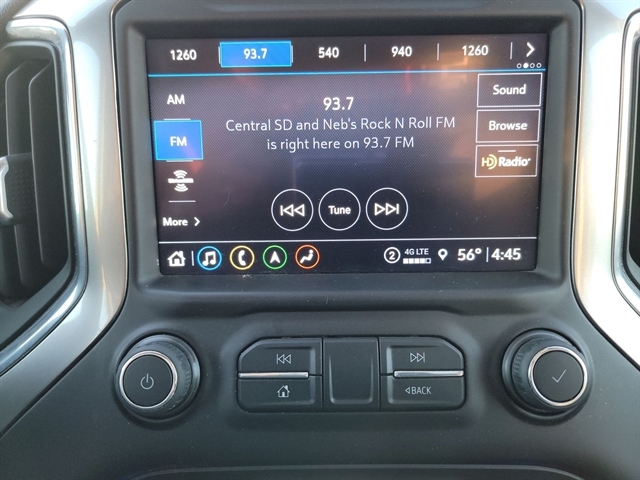 1260 93.7 540 940 1260
AM
93.7
Sound
Central SD and Neb's Rock N Roll FM
is right here on 93.7 FM
FM
Browse
HD Radio
More
Tune
2 4G LTE 56° 4:45
BACK